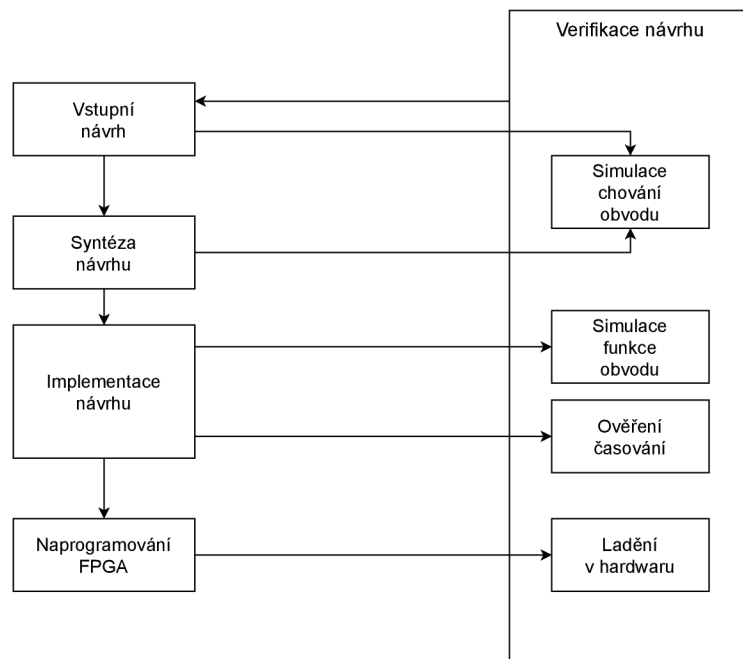 Verifikace návrhu
Vstupní
návrh
Simulace
chování
obvodu
Syntéza
návrhu
Implementace
návrhu
Simulace
funkce
obvodu
Ověření
časování
Naprogramování
FPGA
Ladění
v hardwaru